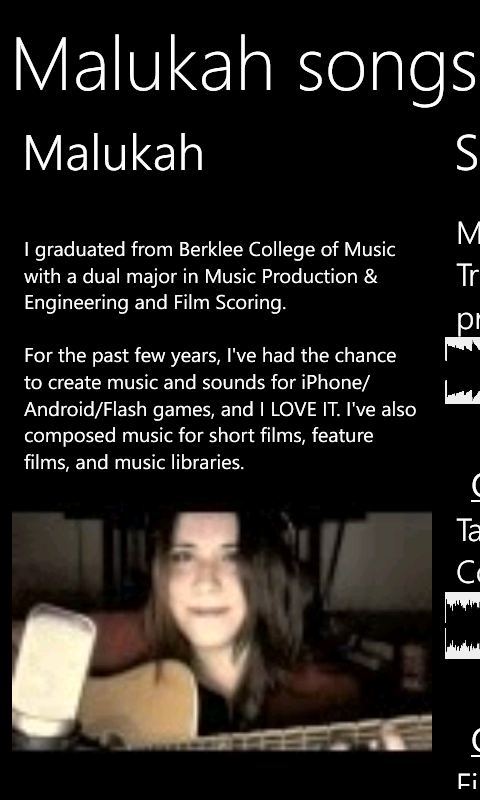 Malukah songs
Malukah
I graduated from Berklee College of Music
with a dual major in Music Production &
Engineering and Film Scoring.
For the past few years, I've had the chance
to create music and sounds for iPhone/
Android/Flash games, and I LOVE IT. I've also
composed music for short films, feature
films, and music libraries.
S
M
Tr
pr
Ta
Co